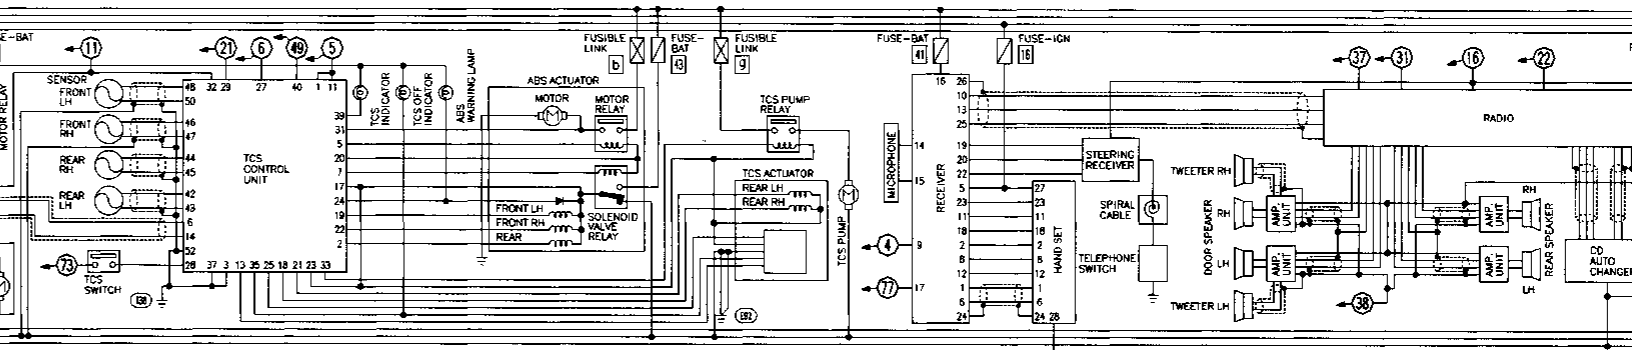 E-BAT
MOTOR RELAY
11
21
6
49
5
SENSOR
FRONT
LH
FRONT
RH
REAR
RH
REAR
LH
48
50
46
47
44
45
42
43
6
14
52
28
32 29 27 40 1 11
39
31
5
20
7
17
24
19
22
2
TCS
CONTROL
UNIT
37 3 13 35 25 18 21 23 33
73
TCS
SWITCH
TCS
INDICATOR
TCS OFF
INDICATOR
ABS
WARNING LAMP
ABS ACTUATOR
MOTOR
MOTOR
RELAY
FRONT LH
FRONT RH
REAR
SOLENOID
VALVE
RELAY
FUSIBLE
LINK
b
FUSE-
BAT
43
FUSIBLE
LINK
g
TCS PUMP
RELAY
TCS ACTUATOR
REAR LH
REAR RH
E62
TCS PUMP
FUSE-BAT
41
FUSE-IGN
18
MICROPHONE
RECEIVER
16
14
15
9
17
4
77
26
10
13
25
19
20
22
5
23
11
18
2
8
12
1
6
24
27
23
11
18
2
8
12
1
6
24 28
HAND SET
STEERING
RECEIVER
SPIRAL
CABLE
TELEPHONE
SWITCH
37
31
16
22
RADIO
TWEETER RH
RH
DOOR SPEAKER
LH
TWEETER LH
AMP.
UNIT
AMP.
UNIT
38
AMP.
UNIT
AMP.
UNIT
RH
REAR SPEAKER
LH
CD
AUTO
CHANGER